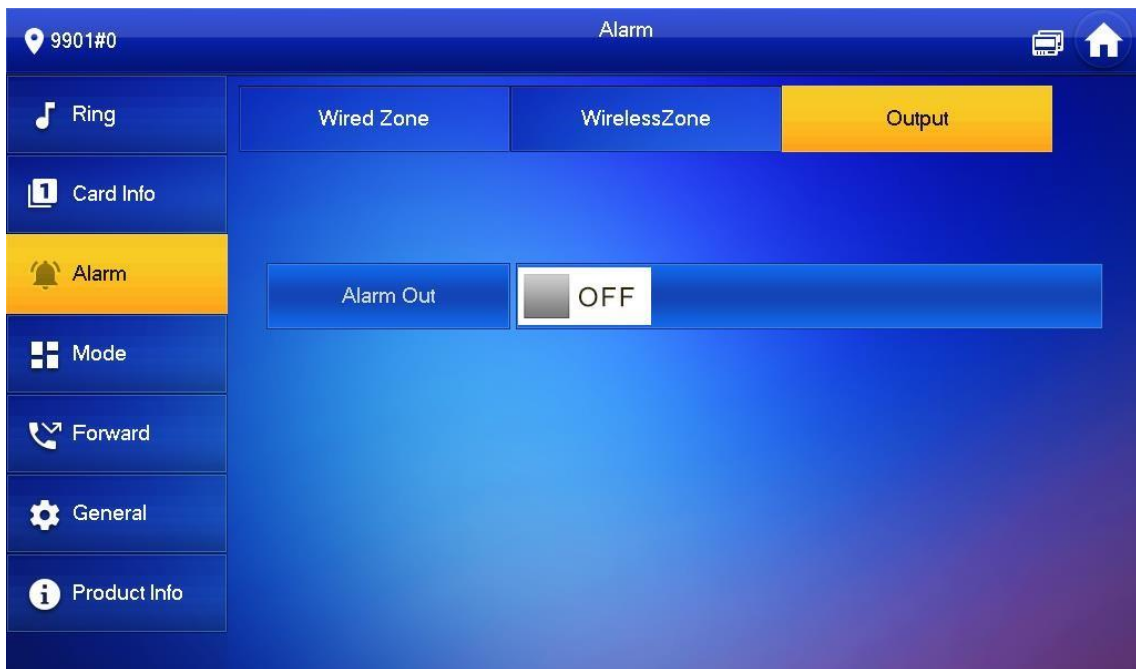 9901#0
Alarm
Ring
Wired Zone
WirelessZone
Output
1
Card Info
Alarm
Alarm Out
OFF
Mode
Forward
General
Product Info